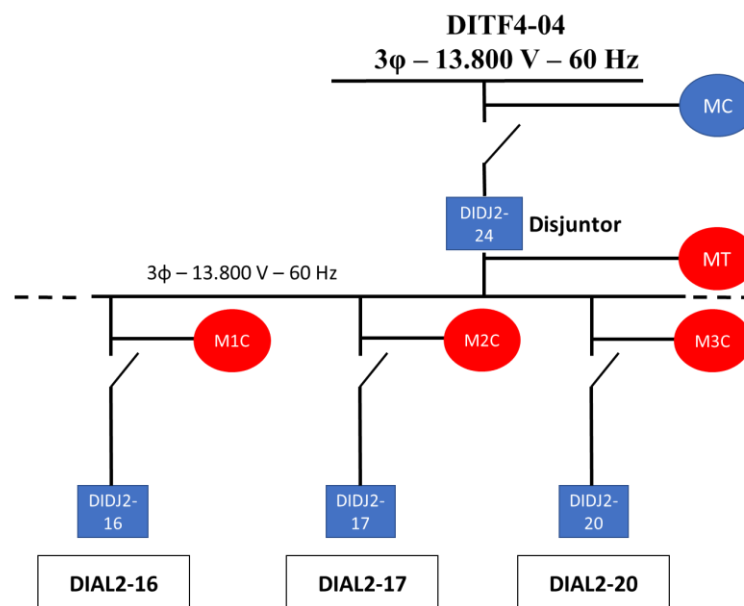 DITF4-04
3φ – 13.800 V – 60 Hz
MC
DIDJ2-
24
Disjuntor
MT
3ϕ – 13.800 V – 60 Hz
M1C
M2C
M3C
DIDJ2-
16
DIDJ2-
17
DIDJ2-
20
DIAL2-16
DIAL2-17
DIAL2-20